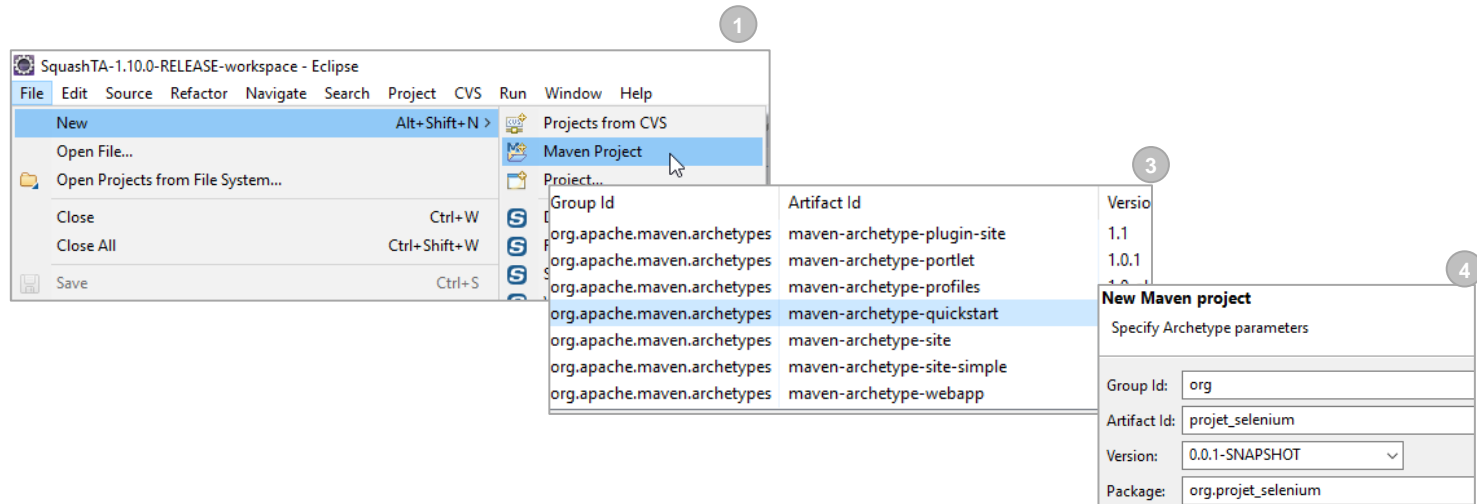 1
SquashTA-1.10.0-RELEASE-workspace - Eclipse
File Edit Source Refactor Navigate Search Project CVS Run Window Help
New Alt+Shift+N >
Open File...
Open Projects from File System...
Close Ctrl+W
Close All Ctrl+Shift+W
Save Ctrl+S
Projects from CVS
Maven Project
Project...
3
Group Id Artifact Id Versio
org.apache.maven.archetypes maven-archetype-plugin-site 1.1
org.apache.maven.archetypes maven-archetype-portlet 1.0.1
org.apache.maven.archetypes maven-archetype-profiles
org.apache.maven.archetypes maven-archetype-quickstart
org.apache.maven.archetypes maven-archetype-site
org.apache.maven.archetypes maven-archetype-site-simple
org.apache.maven.archetypes maven-archetype-webapp
4
New Maven project
Specify Archetype parameters
Group Id: org
Artifact Id: projet_selenium
Version: 0.0.1-SNAPSHOT
Package: org.projet_selenium